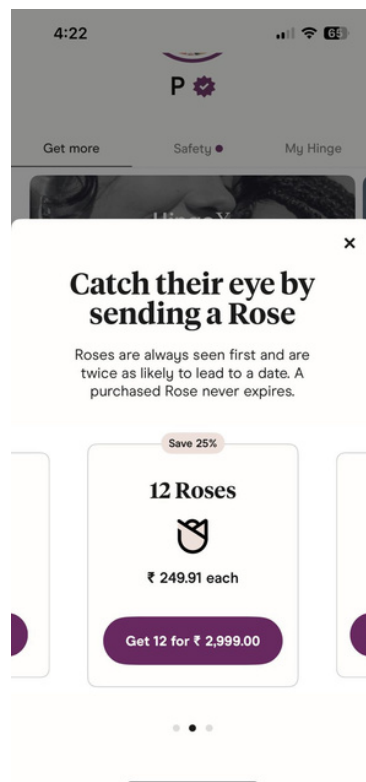 4:22
65
P
Get more
Safety
My Hinge
HingeX
Catch their eye by
sending a Rose
Roses are always seen first and are
twice as likely to lead to a date. A
purchased Rose never expires.
Save 25%
12 Roses
₹ 249.91 each
Get 12 for ₹ 2,999.00